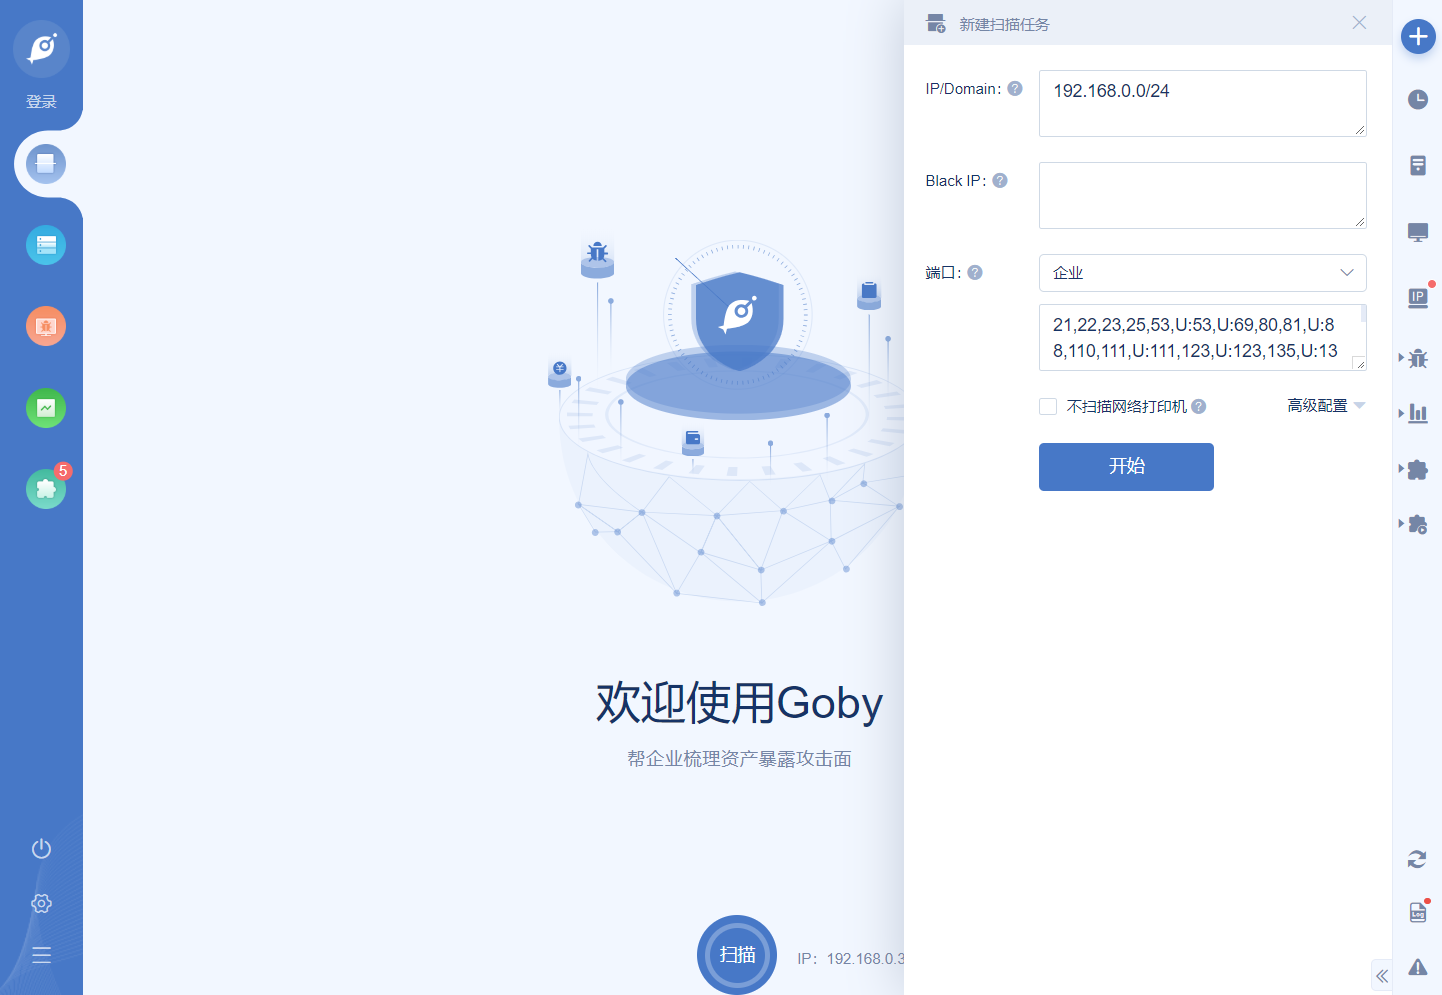 登录
5
欢迎使用Goby
帮企业梳理资产暴露攻击面
扫描
IP：192.168.0.3
新建扫描任务
IP/Domain: ?
192.168.0.0/24
Black IP: ?
端口: ?
企业
21,22,23,25,53,U:53,U:69,80,81,U:8
8,110,111,U:111,123,U:123,135,U:13
不扫描网络打印机 ?
高级配置
开始
IP
Log